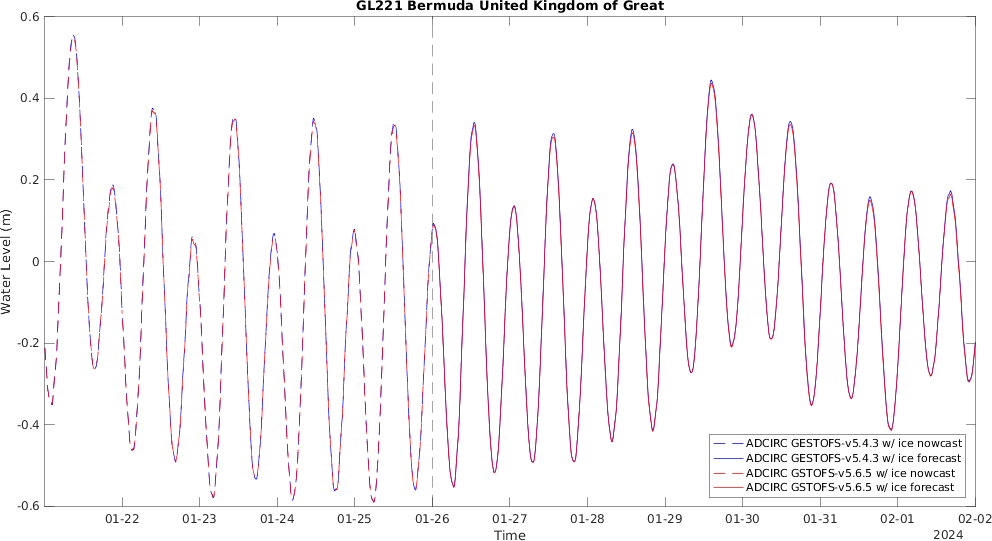 GL221 Bermuda United Kingdom of Great
0.6
0.4
0.2
0
-0.2
-0.4
-0.6
Water Level (m)
01-22 01-23 01-24 01-25 01-26 01-27 01-28 01-29 01-30 01-31 02-01 02-02
Time
2024
ADCIRC GESTOFS-v5.4.3 w/ ice nowcast
ADCIRC GESTOFS-v5.4.3 w/ ice forecast
ADCIRC GSTOFS-v5.6.5 w/ ice nowcast
ADCIRC GSTOFS-v5.6.5 w/ ice forecast